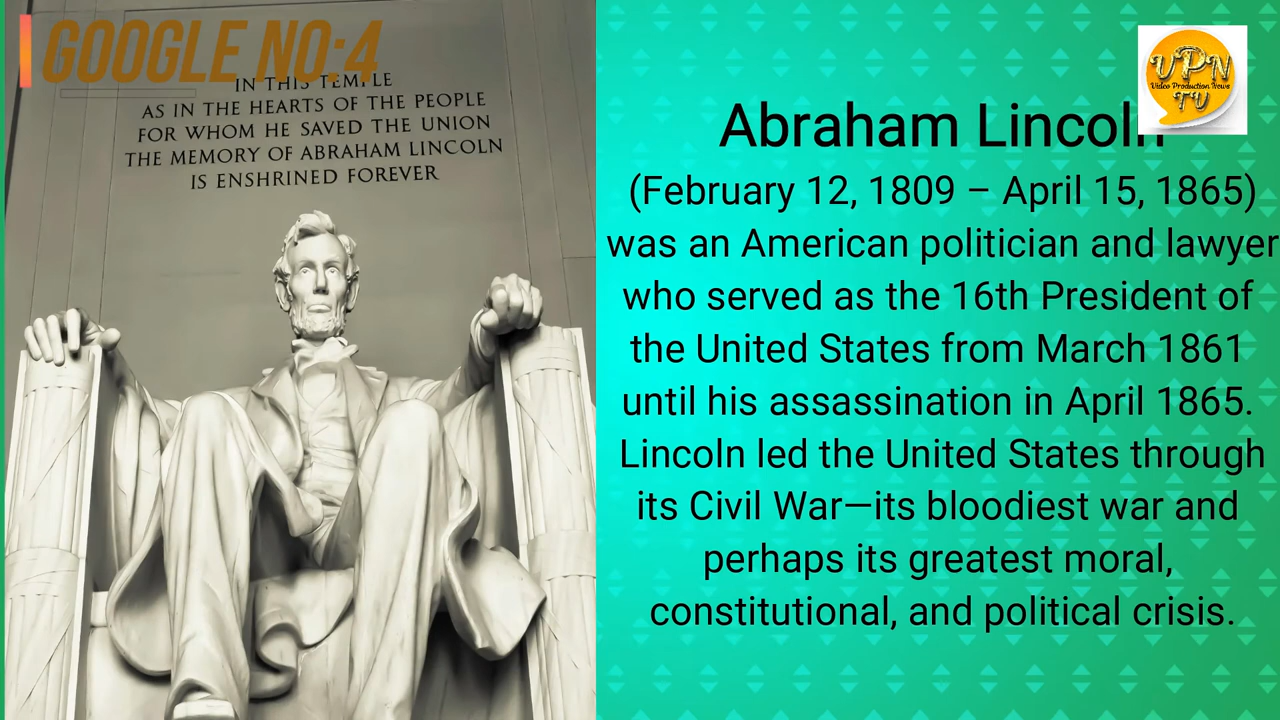 GOOGLE NO:4
IN THIS TEMPLE
AS IN THE HEARTS OF THE PEOPLE
FOR WHOM HE SAVED THE UNION
THE MEMORY OF ABRAHAM LINCOLN
IS ENSHRINED FOREVER
VPN
Video Production News
TV
Abraham Lincoln
(February 12, 1809 – April 15, 1865)
was an American politician and lawyer
who served as the 16th President of
the United States from March 1861
until his assassination in April 1865.
Lincoln led the United States through
its Civil War—its bloodiest war and
perhaps its greatest moral,
constitutional, and political crisis.